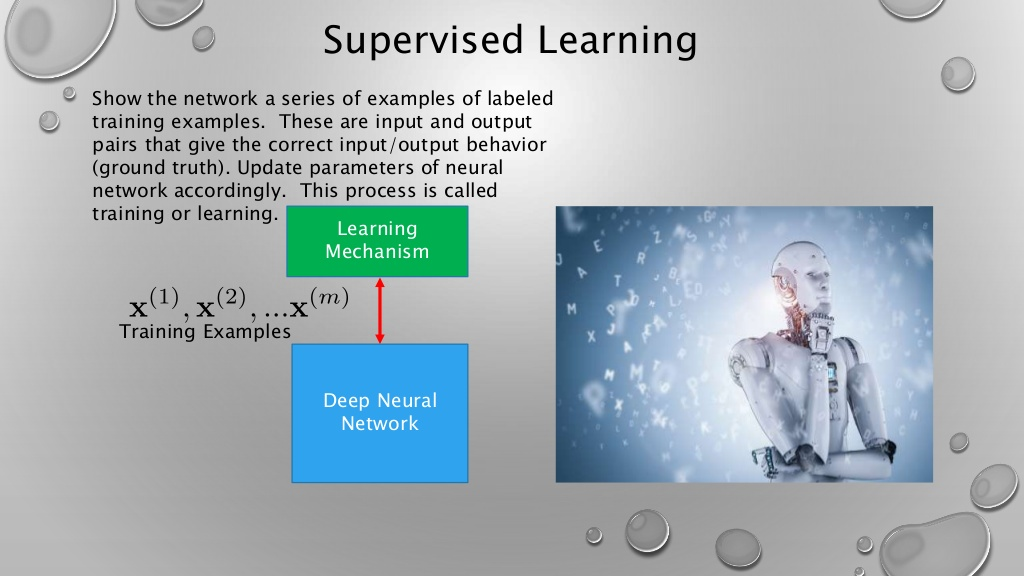 Supervised Learning
Show the network a series of examples of labeled
training examples.  These are input and output
pairs that give the correct input/output behavior
(ground truth). Update parameters of neural
network accordingly.  This process is called
training or learning.
Learning
Mechanism
x^(1), x^(2), ...x^(m)
Training Examples
Deep Neural
Network